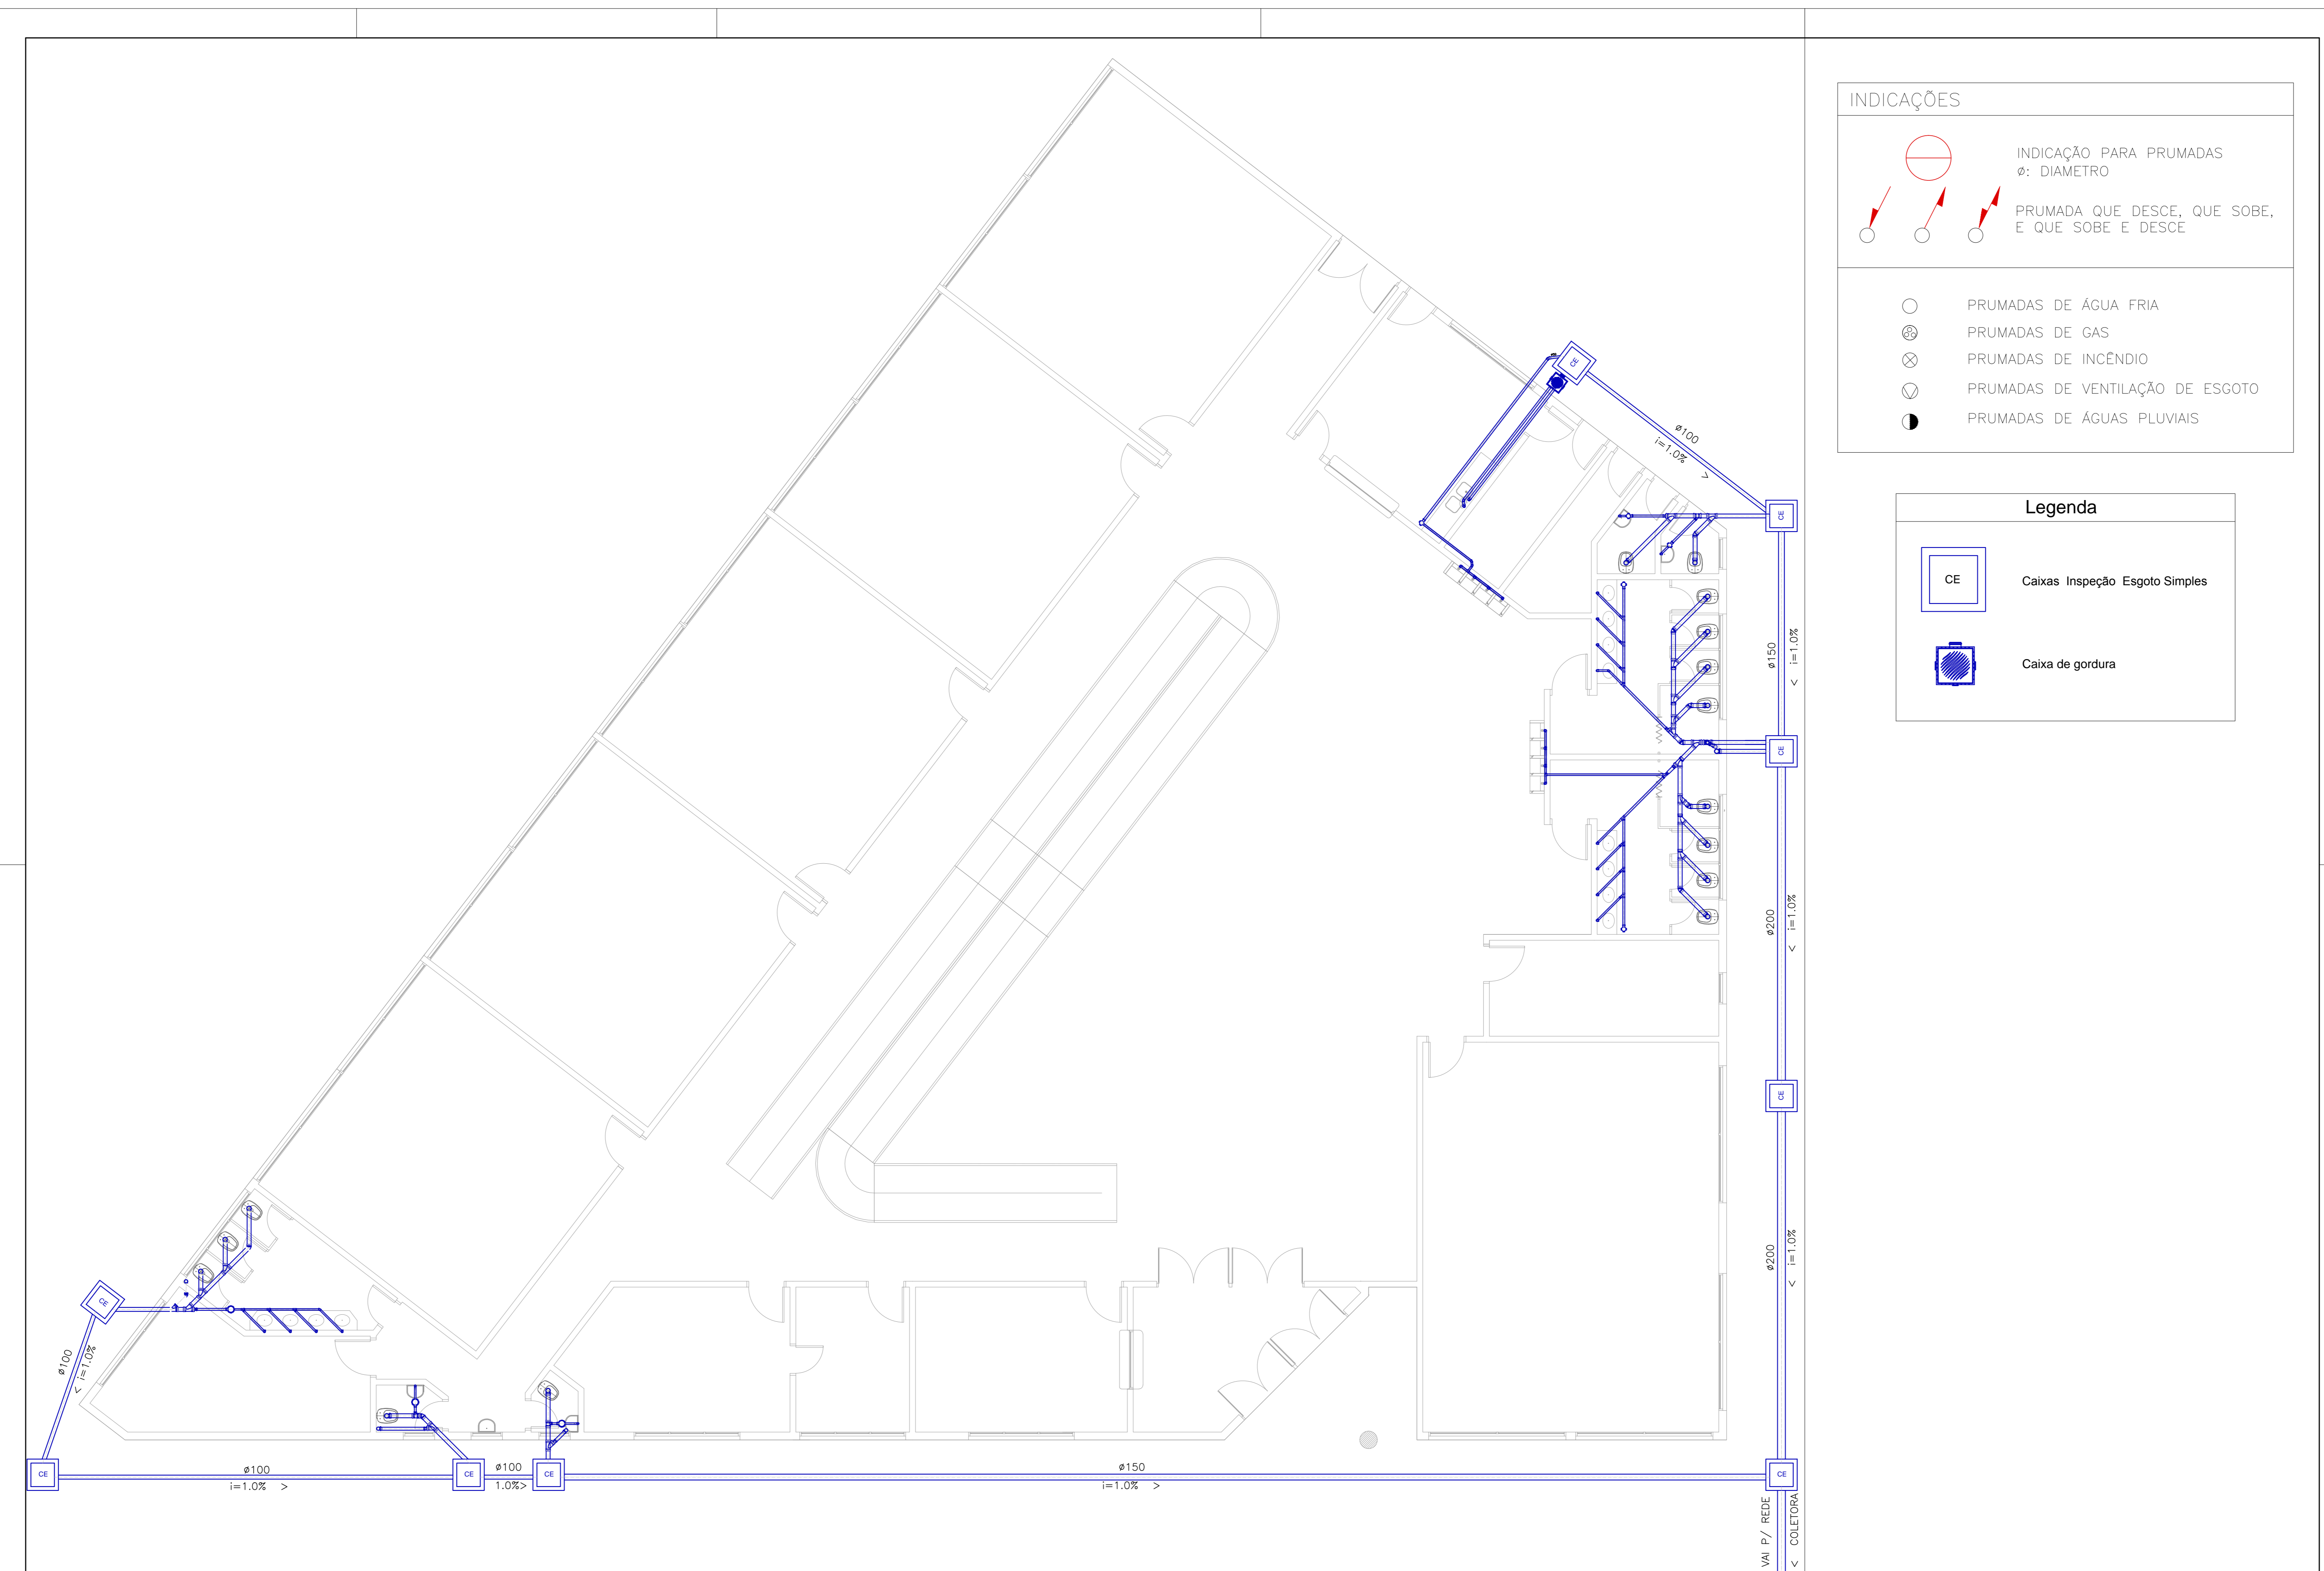 INDICAÇÕES
INDICAÇÃO PARA PRUMADAS
Ø: DIAMETRO
PRUMADA QUE DESCE, QUE SOBE,
E QUE SOBE E DESCE
PRUMADAS DE ÁGUA FRIA
PRUMADAS DE GAS
PRUMADAS DE INCÊNDIO
PRUMADAS DE VENTILAÇÃO DE ESGOTO
PRUMADAS DE ÁGUAS PLUVIAIS
Legenda
CE
Caixas Inspeção Esgoto Simples
Caixa de gordura
CE
ø100
i=1.0% >
CE
ø150
< i=1.0%
CE
ø200
< i=1.0%
CE
ø200
< i=1.0%
CE
ø100
< i=1.0%
CE
ø100
i=1.0% >
CE
ø100
1.0%>
CE
ø150
i=1.0% >
CE
VAI P/ REDE
< COLETORA